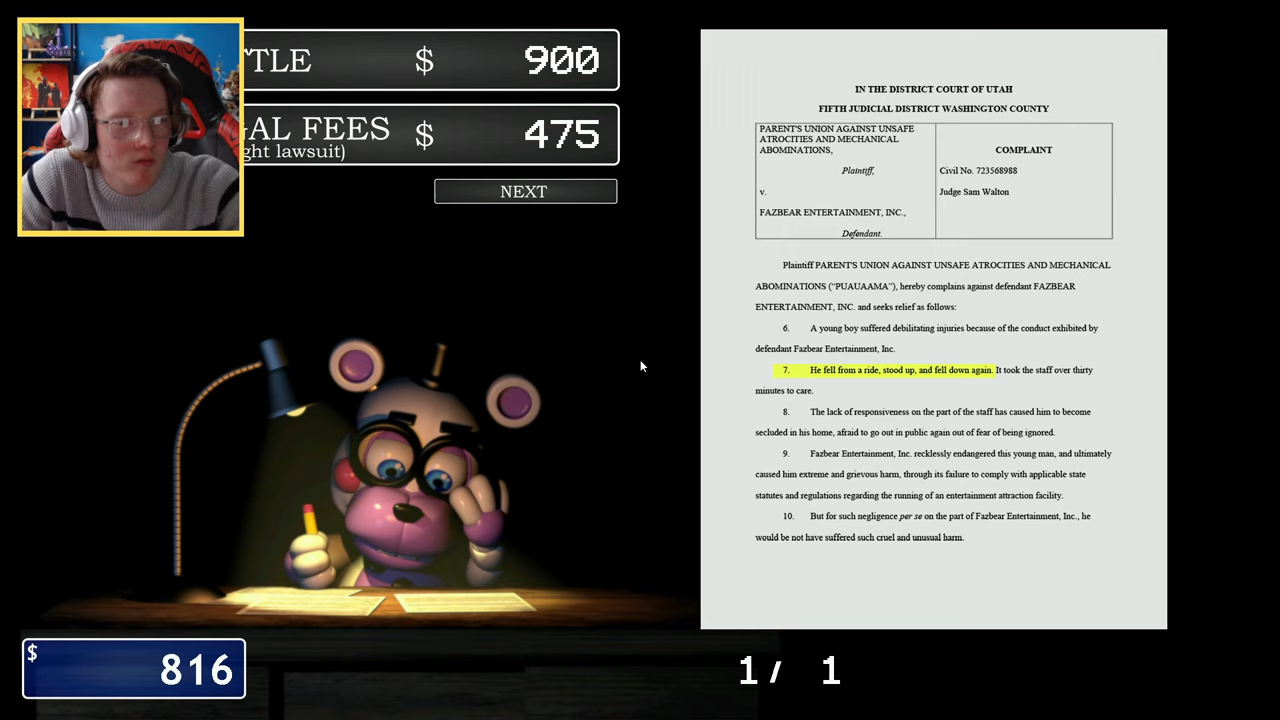 TLE $ 900
GAL FEES $ 475
ght lawsuit)
NEXT
IN THE DISTRICT COURT OF UTAH
FIFTH JUDICIAL DISTRICT WASHINGTON COUNTY
PARENT'S UNION AGAINST UNSAFE
ATROCITIES AND MECHANICAL
ABOMINATIONS,
Plaintiff,
v.
FAZBEAR ENTERTAINMENT, INC.,
Defendant.
COMPLAINT
Civil No. 723568988
Judge Sam Walton
Plaintiff PARENT'S UNION AGAINST UNSAFE ATROCITIES AND MECHANICAL
ABOMINATIONS (“PUAUAAMA”), hereby complains against defendant FAZBEAR
ENTERTAINMENT, INC. and seeks relief as follows:
6. A young boy suffered debilitating injuries because of the conduct exhibited by
defendant Fazbear Entertainment, Inc.
7. He fell from a ride, stood up, and fell down again. It took the staff over thirty
minutes to care.
8. The lack of responsiveness on the part of the staff has caused him to become
secluded in his home, afraid to go out in public again out of fear of being ignored.
9. Fazbear Entertainment, Inc. recklessly endangered this young man, and ultimately
caused him extreme and grievous harm, through its failure to comply with applicable state
statutes and regulations regarding the running of an entertainment attraction facility.
10. But for such negligence per se on the part of Fazbear Entertainment, Inc., he
would be not have suffered such cruel and unusual harm.
$ 816
1 / 1